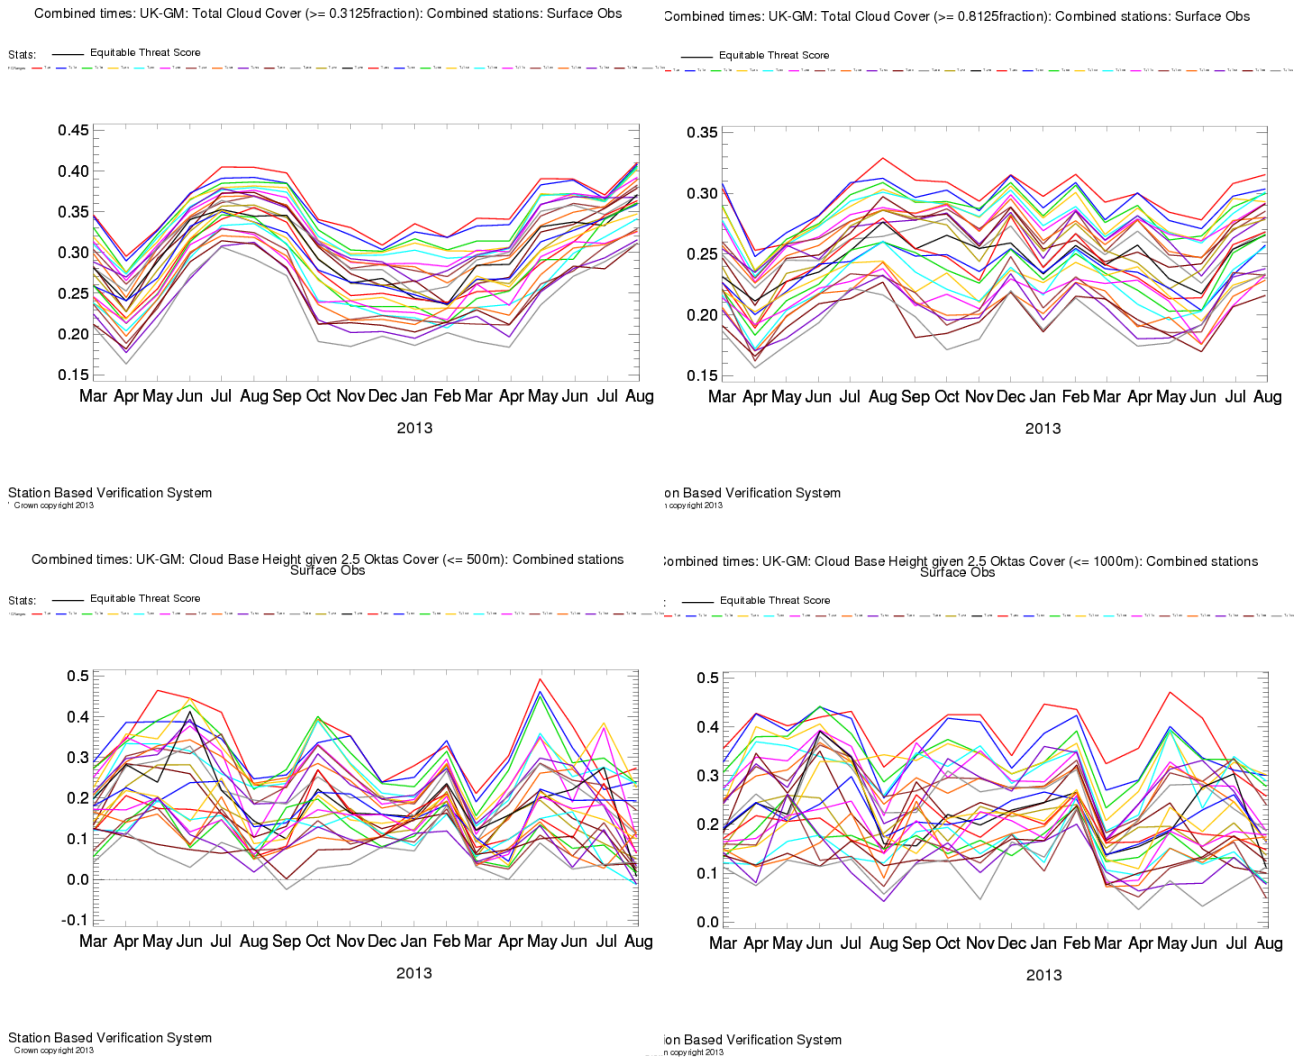 Combined times: UK-GM: Total Cloud Cover (>= 0.3125fraction): Combined stations: Surface Obs
Stats:
Equitable Threat Score
0.45
0.40
0.35
0.30
0.25
0.20
0.15
Mar Apr May Jun Jul Aug Sep Oct Nov Dec Jan Feb Mar Apr May Jun Jul Aug
2013
Station Based Verification System
Crown copyright 2013
Combined times: UK-GM: Total Cloud Cover (>= 0.8125fraction): Combined stations: Surface Obs
Equitable Threat Score
0.35
0.30
0.25
0.20
0.15
Mar Apr May Jun Jul Aug Sep Oct Nov Dec Jan Feb Mar Apr May Jun Jul Aug
2013
on Based Verification System
n copyright 2013
Combined times: UK-GM: Cloud Base Height given 2.5 Oktas Cover (<= 500m): Combined stations
Surface Obs
Stats:
Equitable Threat Score
0.5
0.4
0.3
0.2
0.1
0.0
-0.1
Mar Apr May Jun Jul Aug Sep Oct Nov Dec Jan Feb Mar Apr May Jun Jul Aug
2013
Station Based Verification System
Crown copyright 2013
Combined times: UK-GM: Cloud Base Height given 2.5 Oktas Cover (<= 1000m): Combined stations
Surface Obs
:
Equitable Threat Score
0.5
0.4
0.3
0.2
0.1
0.0
Mar Apr May Jun Jul Aug Sep Oct Nov Dec Jan Feb Mar Apr May Jun Jul Aug
2013
ion Based Verification System
n copyright 2013